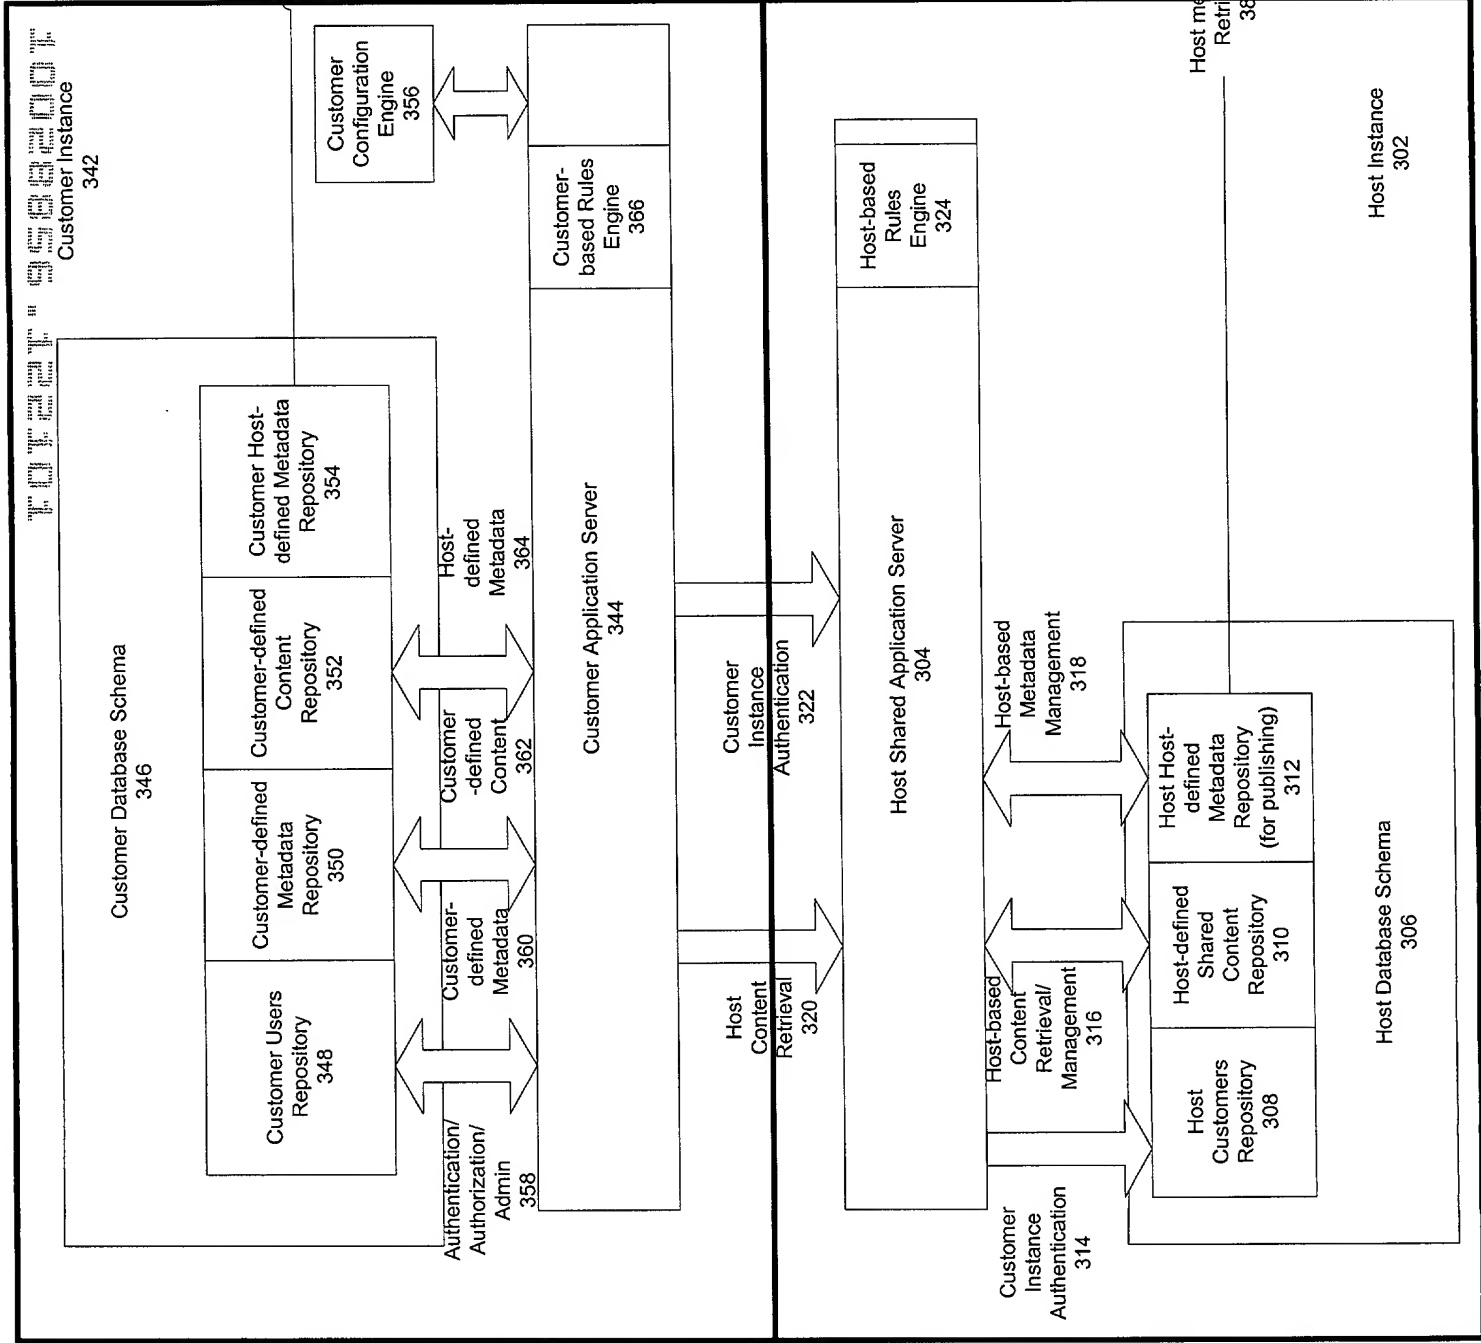 Customer Instance
342
Customer Database Schema
346
Customer Users
Repository
348
Customer-defined
Metadata
Repository
350
Customer-defined
Content
Repository
352
Customer Host-
defined Metadata
Repository
354
Customer
Configuration
Engine
356
Authentication/
Authorization/
Admin
358
Customer-
defined
Metadata
360
Customer
-defined
Content
362
Host-
defined
Metadata
364
Customer Application Server
344
Customer-
based Rules
Engine
366
Host
Content
Retrieval
320
Customer
Instance
Authentication
322
Host Shared Application Server
304
Host-based
Rules
Engine
324
Customer
Instance
Authentication
314
Host-based
Content
Retrieval/
Management
316
Host-based
Metadata
Management
318
Host
Customers
Repository
308
Host-defined
Shared
Content
Repository
310
Host Host-
defined
Metadata
Repository
(for publishing)
312
Host Database Schema
306
Host
Host Instance
302